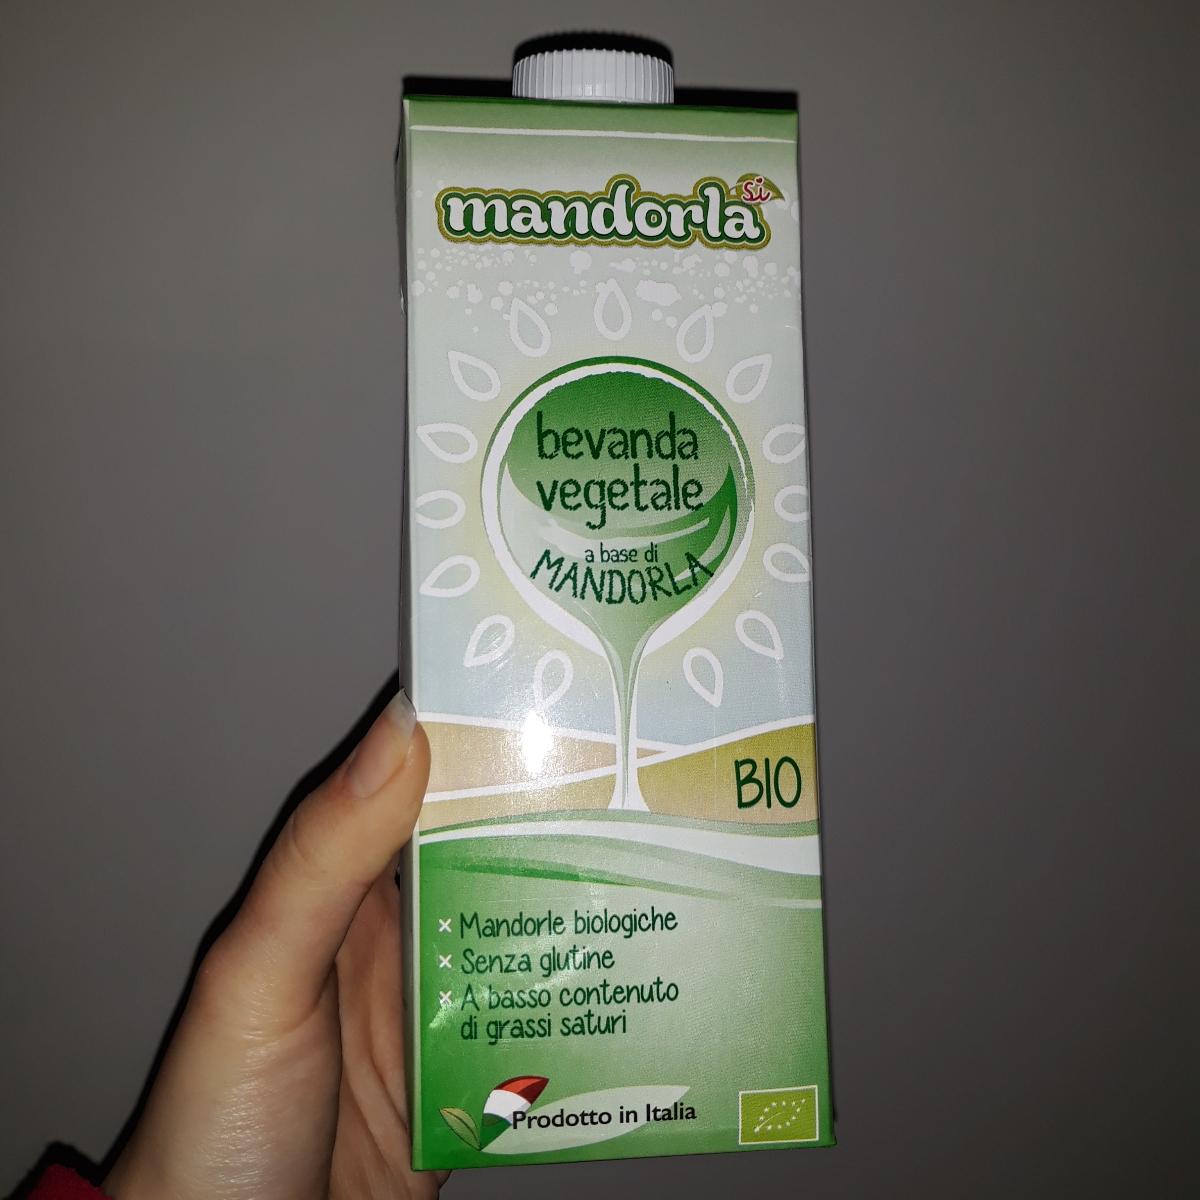 mandorla
sì
bevanda
vegetale
a base di
MANDORLA
BIO
× Mandorle biologiche
× Senza glutine
× A basso contenuto
di grassi saturi
Prodotto in Italia